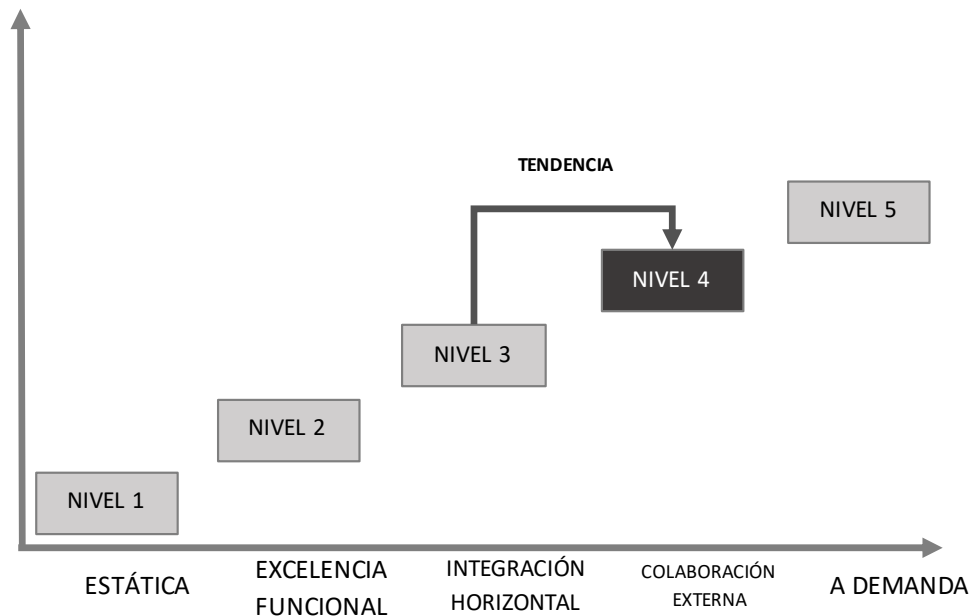 TENDENCIA
NIVEL 5
NIVEL 4
NIVEL 3
NIVEL 2
NIVEL 1
ESTÁTICA
EXCELENCIA
FUNCIONAL
INTEGRACIÓN
HORIZONTAL
COLABORACIÓN
EXTERNA
A DEMANDA